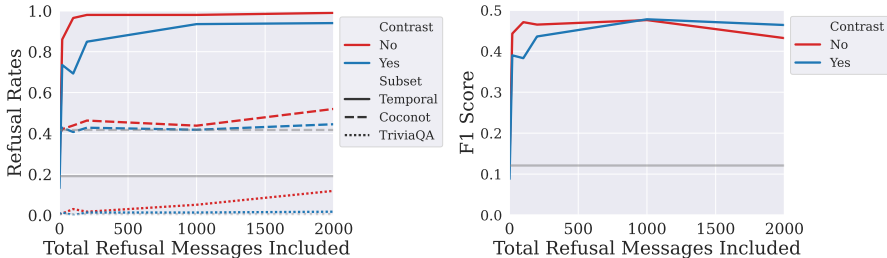 Refusal Rates
1.0
0.8
0.6
0.4
0.2
0.0
0 500 1000 1500 2000
Total Refusal Messages Included
Contrast
No
Yes
Subset
Temporal
Coconot
TriviaQA
F1 Score
0.5
0.4
0.3
0.2
0.1
0.0
0 500 1000 1500 2000
Total Refusal Messages Included
Contrast
No
Yes